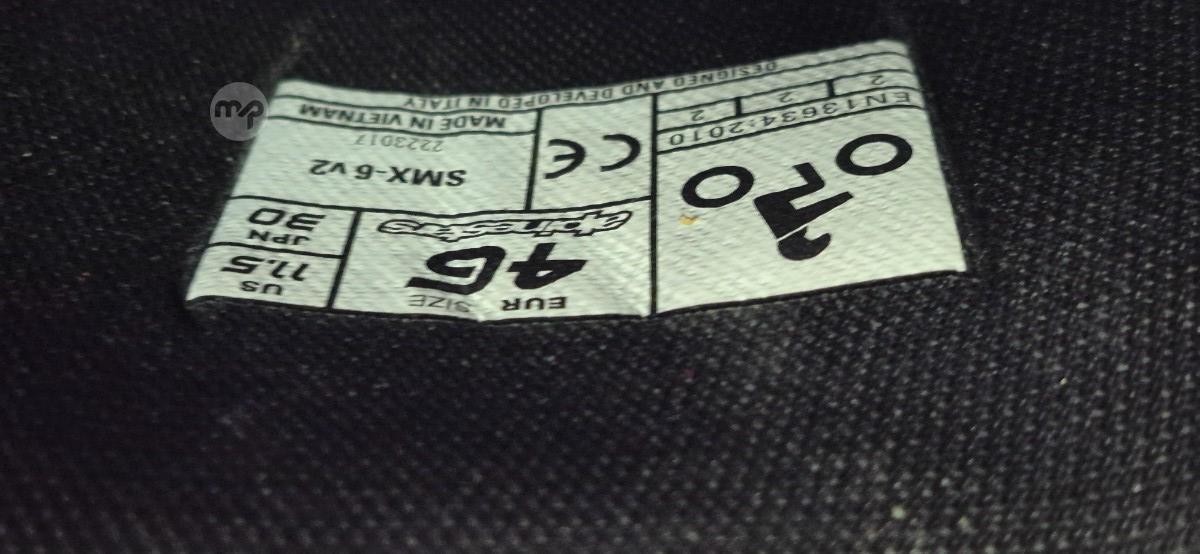 EUR SIZE
46
alpinestars
US
11.5
JPN
30
SMX-6 v2
2223017
MADE IN VIETNAM
CE
EN13634:2010
2 2 2
DESIGNED AND DEVELOPED IN ITALY
mp